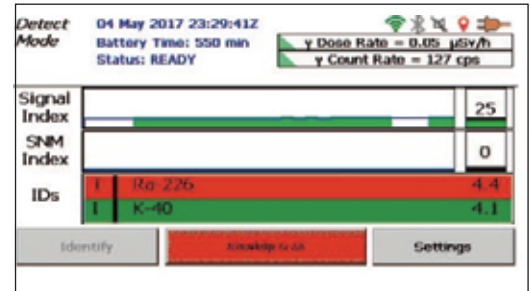 Detect Mode
04 May 2017 23:29:41Z
Battery Time: 550 min
Status: READY
γ Dose Rate = 0.05 μSv/h
γ Count Rate = 127 cps
Signal Index
25
SNM Index
0
IDs
I Ra-226 4.4
I K-40 4.1
Identify
Settings